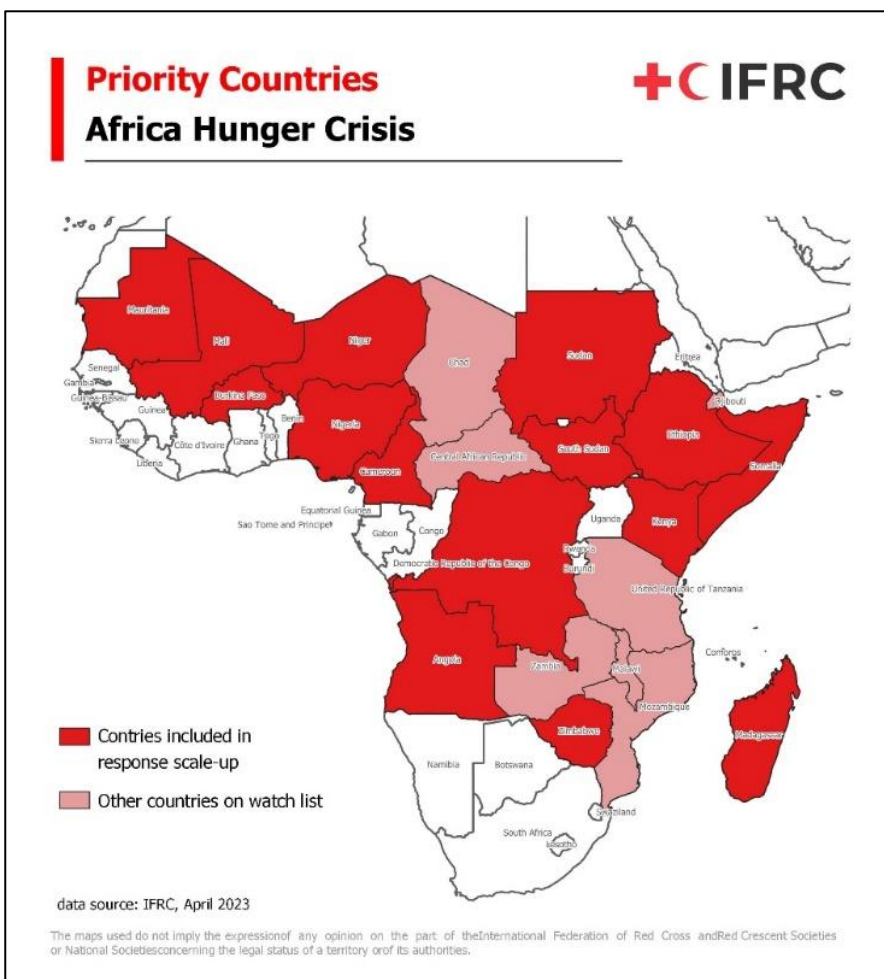 Priority Countries
IFRC
Africa Hunger Crisis
Mauritania
Mali
Niger
Chad
Sudan
Eritrea
Senegal
Gambia
Guinea-Bissau
Guinea
Burkina Faso
Benin
Djibouti
Sierra Leone
Liberia
Côte d'Ivoire
Ghana
Togo
Nigeria
Ethiopia
Cameroon
Central African Republic
South Sudan
Somalia
Equatorial Guinea
Sao Tome and Principe
Gabon
Congo
Uganda
Kenya
Democratic Republic of the Congo
Rwanda
Burundi
United Republic of Tanzania
Angola
Zambia
Malawi
Comoros
Mozambique
Zimbabwe
Madagascar
Namibia
Botswana
Swaziland
South Africa
Lesotho
Contries included in
response scale-up
Other countries on watch list
data source: IFRC, April 2023
The maps used do not imply the expressionof any opinion on the part of theInternational Federation of Red Cross andRed Crescent Societies
or National Societiesconcerning the legal status of a territory orof its authorities.